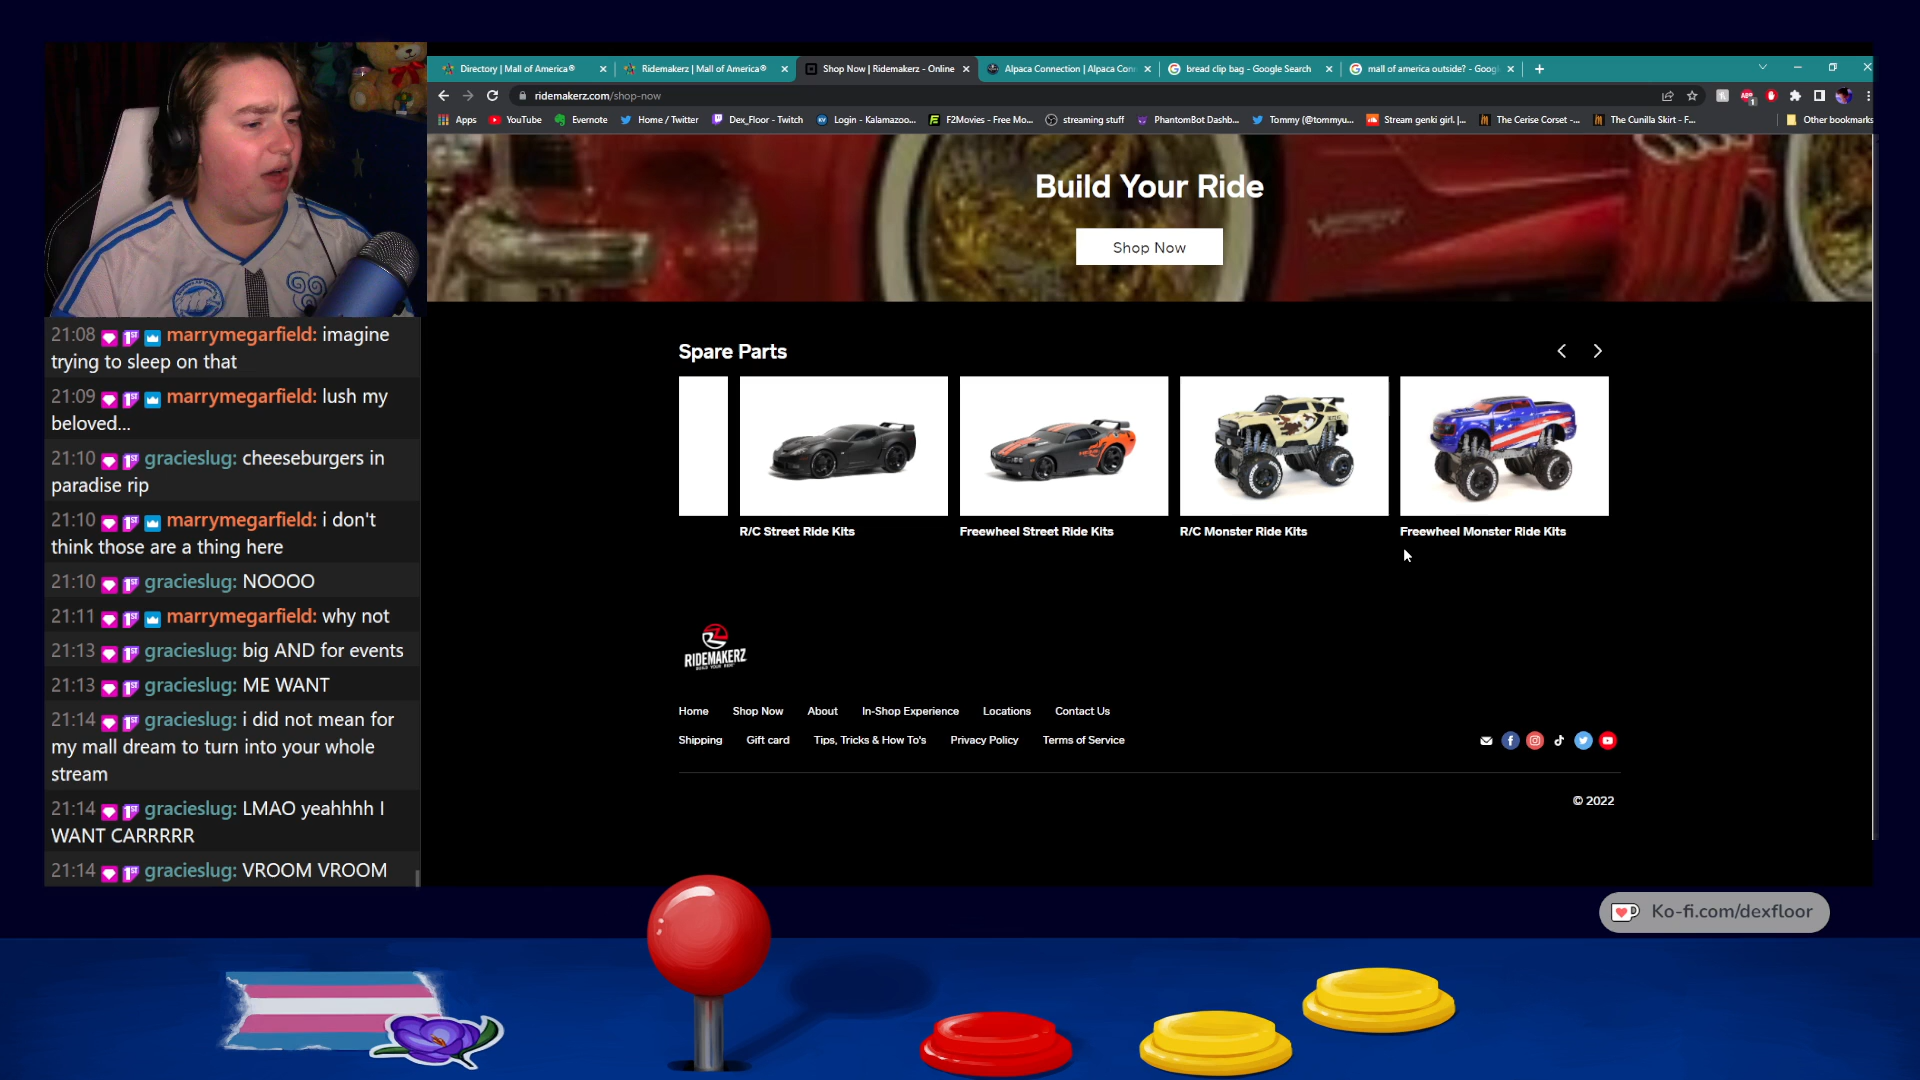 Directory | Mall of America®
Ridemakerz | Mall of America®
Shop Now | Ridemakerz - Online
Alpaca Connection | Alpaca Conn
bread clip bag - Google Search
mall of america outside? - Goog
ridemakerz.com/shop-now
Apps
YouTube
Evernote
Home / Twitter
Dex_Floor - Twitch
Login - Kalamazoo...
F2Movies - Free Mo...
streaming stuff
PhantomBot Dashb...
Tommy (@tommyu...
Stream genki girl. |...
The Cerise Corset -...
The Cunilla Skirt - F...
Other bookmarks
Build Your Ride
Shop Now
Spare Parts
R/C Street Ride Kits
Freewheel Street Ride Kits
R/C Monster Ride Kits
Freewheel Monster Ride Kits
RIDEMAKERZ
Home
Shop Now
About
In-Shop Experience
Locations
Contact Us
Shipping
Gift card
Tips, Tricks & How To's
Privacy Policy
Terms of Service
© 2022
21:08 marrymegarfield: imagine
trying to sleep on that
21:09 marrymegarfield: lush my
beloved...
21:10 gracieslug: cheeseburgers in
paradise rip
21:10 marrymegarfield: i don't
think those are a thing here
21:10 gracieslug: NOOOO
21:11 marrymegarfield: why not
21:13 gracieslug: big AND for events
21:13 gracieslug: ME WANT
21:14 gracieslug: i did not mean for
my mall dream to turn into your whole
stream
21:14 gracieslug: LMAO yeahhhh I
WANT CARRRRR
21:14 gracieslug: VROOM VROOM
Ko-fi.com/dexfloor